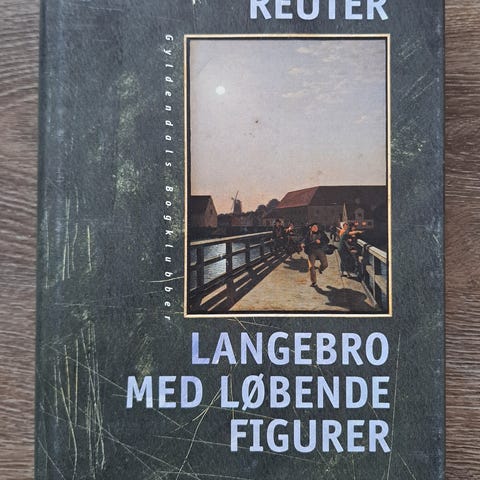 REUTER
Gyldendals Bogklubber
LANGEBRO
MED LØBENDE
FIGURER